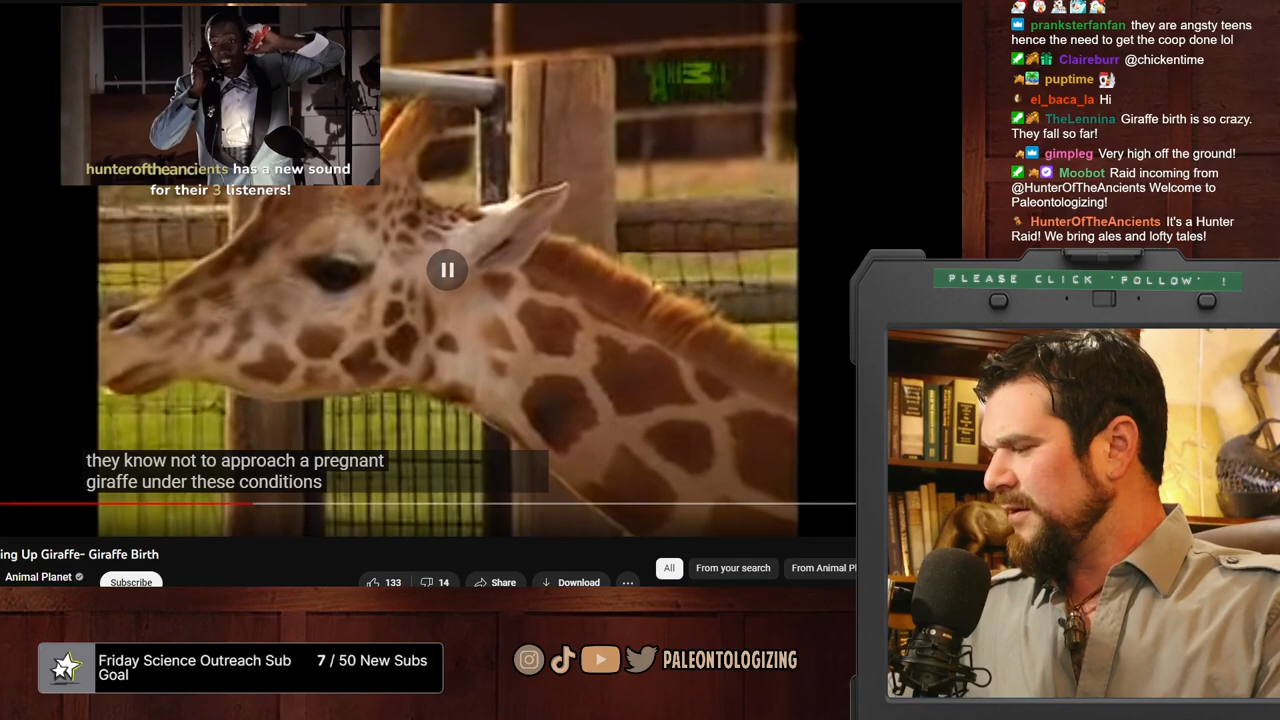 hunteroftheancients has a new sound
for their 3 listeners!
ANIMAL
they know not to approach a pregnant
giraffe under these conditions
ing Up Giraffe- Giraffe Birth
Animal Planet
Subscribe
133
14
Share
Download
All
From your search
From Animal Pl
Friday Science Outreach Sub
Goal
7 / 50 New Subs
PALEONTOLOGIZING
pranksterfanfan they are angsty teens
hence the need to get the coop done lol
Claireburr @chickentime
puptime
el_baca_la Hi
TheLennina Giraffe birth is so crazy.
They fall so far!
gimpleg Very high off the ground!
Moobot Raid incoming from
@HunterOfTheAncients Welcome to
Paleontologizing!
HunterOfTheAncients It's a Hunter
Raid! We bring ales and lofty tales!
PLEASE CLICK 'FOLLOW' !